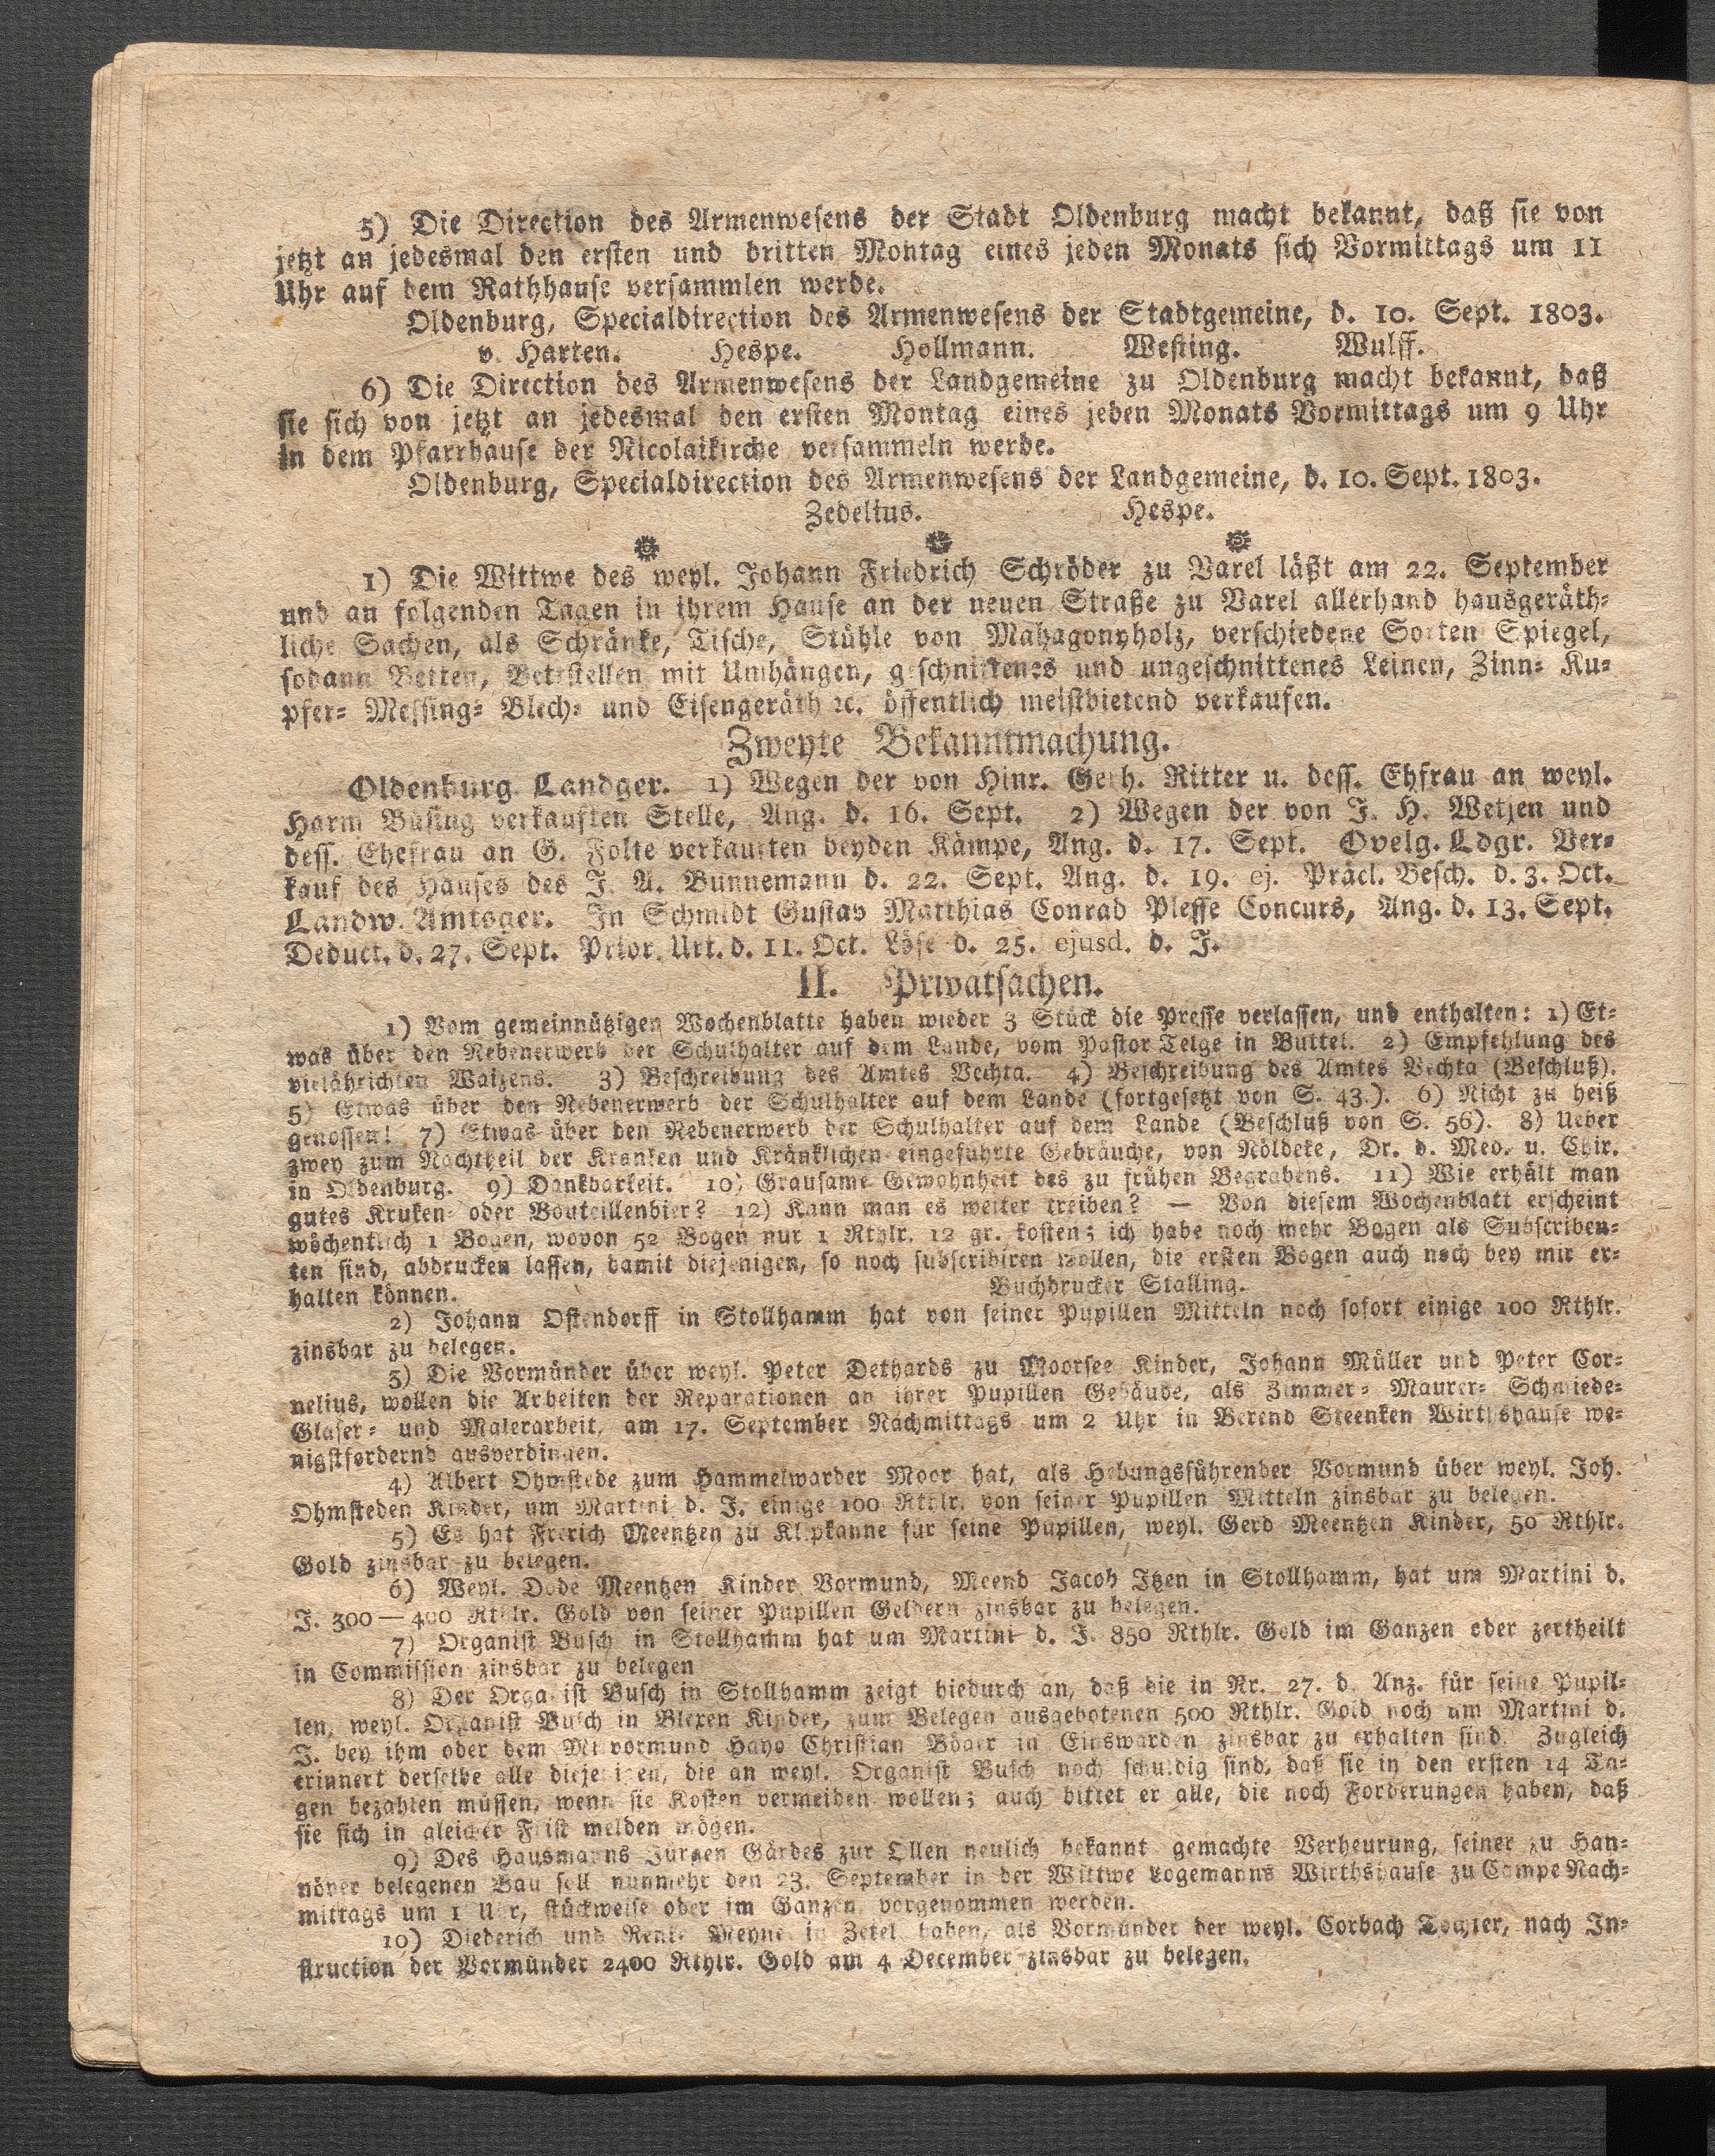 5) Die Direction des Armenwesens der Stadt Oldenburg macht bekannt, daß sie von
jetzt an jedesmal den ersten und dritten Montag eines jeden Monats sich Vormittags um 11
Uhr auf dem Rathhause versammlen werde.
Oldenburg, Specialdirection des Armenwesens der Stadtgemeine, d. 10. Sept. 1803.
v. Harten. Hespe. Hollmann. Westing. Wulff.
6) Die Direction des Armenwesens der Landgemeine zu Oldenburg macht bekannt, daß
sie sich von jetzt an jedesmal den ersten Montag eines jeden Monats Vormittags um 9 Uhr
in dem Pfarrhause der Nicolaikirche versammeln werde.
Oldenburg, Specialdirection des Armenwesens der Landgemeine, d. 10. Sept. 1803.
Zedelius. Hespe.
1) Die Wittwe des weyl. Johann Friedrich Schröder zu Varel läßt am 22. September
und an folgenden Tagen in ihrem Hause an der neuen Straße zu Varel allerhand hausgeräth-
liche Sachen, als Schränke, Tische, Stühle von Mahagonyholz, verschiedene Sorten Spiegel,
sodann Betten, Bettstellen mit Umhängen, geschnittenes und ungeschnittenes Leinen, Zinn- Ku-
pfer- Messing- Blech- und Eisengeräth ꝛc. öffentlich meistbietend verkaufen.
Zweyte Bekanntmachung.
Oldenburg Landger. 1) Wegen der von Hinr. Gerh. Ritter u. dess. Ehfrau an weyl.
Harm Büsing verkauften Stelle, Ang. d. 16. Sept. 2) Wegen der von J. H. Wetjen und
dess. Ehefrau an G. Folte verkauften beyden Kämpe, Ang. d. 17. Sept. Ovelg. Ldgr. Ver-
kauf des Hauses des J. A. Bunnemann d. 22. Sept. Ang. d. 19. ej. Präcl. Besch. d. 3. Oct.
Landw. Amtsger. In Schmidt Gustav Matthias Conrad Plesse Concurs, Ang. d. 13. Sept.
Deduct. d. 27. Sept. Prior. Urt. d. 11. Oct. Löse d. 25. ejusd. d. J.
II. Privatsachen.
1) Vom gemeinnützigen Wochenblatte haben wieder 3 Stück die Presse verlassen, und enthalten: 1) Et-
was über den Nebenerwerb der Schulhalter auf dem Lande, vom Pastor Telge in Buttel. 2) Empfehlung des
vieljährichten Waizens. 3) Beschreibung des Amtes Vechta. 4) Beschreibung des Amtes Vechta (Beschluß).
5) Etwas über den Nebenerwerb der Schulhalter auf dem Lande (fortgesetzt von S. 43.). 6) Nicht zu heiß
genossen! 7) Etwas über den Nebenerwerb der Schulhalter auf dem Lande (Beschluß von S. 56). 8) Ueber
zwey zum Nachtheil der Kranken und Kränklichen eingeführte Gebräuche, von Nöldeke, Dr. d. Med. u. Chir.
in Oldenburg. 9) Dankbarkeit. 10) Grausame Gewohnheit des zu frühen Begrabens. 11) Wie erhält man
gutes Kruken- oder Bouteillenbier? 12) Kann man es weiter treiben? — Von diesem Wochenblatt erscheint
wöchentlich 1 Bogen, wovon 52 Bogen nur 1 Rthlr. 12 gr. kosten; ich habe noch mehr Bogen als Subscriben-
ten sind, abdrucken lassen, damit diejenigen, so noch subscribiren wollen, die ersten Bogen auch noch bey mir er-
halten können. Buchdrucker Stalling.
2) Johann Ostendorff in Stollhamm hat von seiner Pupillen Mitteln noch sofort einige 100 Rthlr.
zinsbar zu belegen.
3) Die Vormünder über weyl. Peter Dethards zu Moorsee Kinder, Johann Müller und Peter Cor-
nelius, wollen die Arbeiten der Reparationen an ihrer Pupillen Gebäude, als Zimmer- Maurer- Schmiede-
Glaser- und Malerarbeit, am 17. September Nachmittags um 2 Uhr in Berend Steenken Wirthshause we-
nigstfordernd ausverdingen.
4) Albert Ohmstede zum Hammelwarder Moor hat, als Hebungsführender Vormund über weyl. Joh.
Ohmsteden Kinder, um Martini d. J. einige 100 Rthlr. von seiner Pupillen Mitteln zinsbar zu belegen.
5) Es hat Frerich Meentzen zu Klipkanne für seine Pupillen, weyl. Gerd Meentzen Kinder, 50 Rthlr.
Gold zinsbar zu belegen.
6) Weyl. Dode Meentzen Kinder Vormund, Meend Jacob Itzen in Stollhamm, hat um Martini d.
J. 300 — 400 Rthlr. Gold von seiner Pupillen Geldern zinsbar zu belegen.
7) Organist Busch in Stollhamm hat um Martini d. J. 850 Rthlr. Gold im Ganzen oder zertheilt
in Commission zinsbar zu belegen
8) Der Organist Busch in Stollhamm zeigt hiedurch an, daß die in Nr. 27. d. Anz. für seine Pupil-
len, weyl. Organist Busch in Blexen Kinder, zum Belegen ausgebotenen 500 Rthlr. Gold noch um Martini d.
J. bey ihm oder dem Mitvormund Hayo Christian Böger in Einswarden zinsbar zu erhalten sind. Zugleich
erinnert derselbe alle diejenigen, die an weyl. Organist Busch noch schuldig sind, daß sie in den ersten 14 Ta-
gen bezahlen müssen, wenn sie Kosten vermeiden wollen; auch bittet er alle, die noch Forderungen haben, daß
sie sich in gleicher Frist melden mögen.
9) Des Hausmanns Jürgen Gärdes zur Ollen neulich bekannt gemachte Verheurung, seiner zu Han-
növer belegenen Bau soll nunmehr den 23. September in der Wittwe Logemanns Wirthshause zu Campe Nach-
mittags um 1 Uhr, stückweise oder im Ganzen vorgenommen werden.
10) Diederich und Meyne in Zetel haben, als Vormünder der weyl. Corbach Tochter, nach In-
struction der Vormünder 2400 Rthlr. Gold am 4 December zinsbar zu belegen.